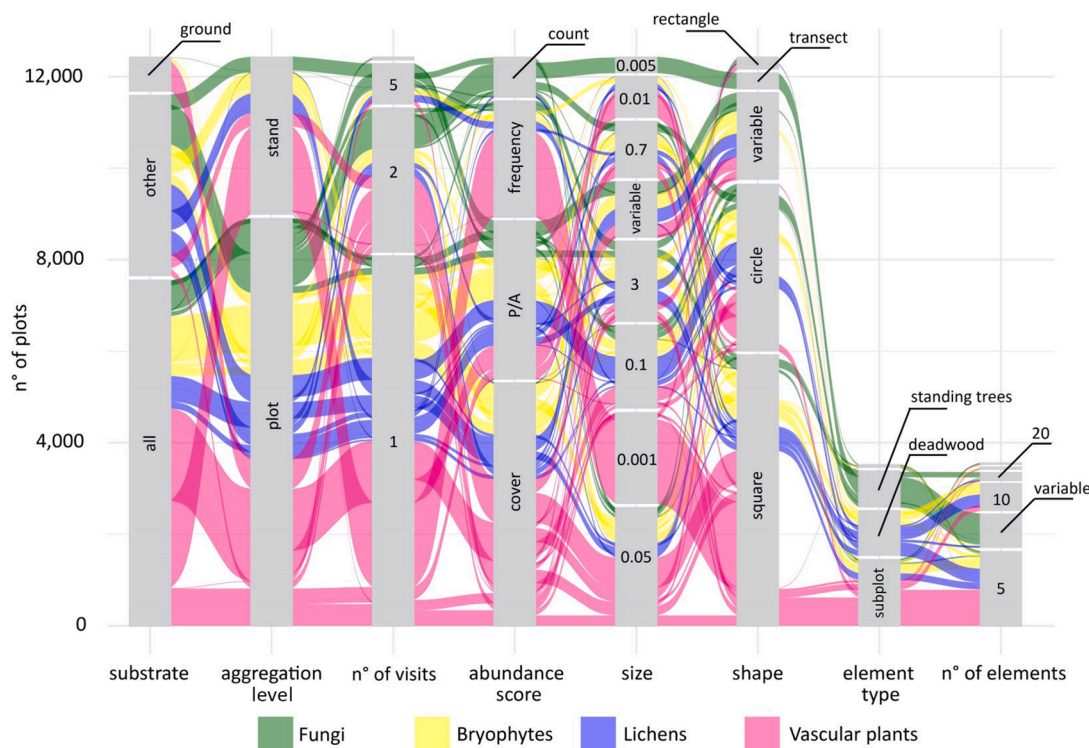 rectangle
ground
count
transect
12,000
8,000
4,000
0
n° of plots
other
all
stand
plot
5
2
1
frequency
P/A
cover
0.005
0.01
0.7
variable
3
0.1
0.001
0.05
variable
circle
square
standing trees
deadwood
subplot
20
10
variable
5
substrate
aggregation
level
n° of visits
abundance
score
size
shape
element
type
n° of elements
Fungi
Bryophytes
Lichens
Vascular plants